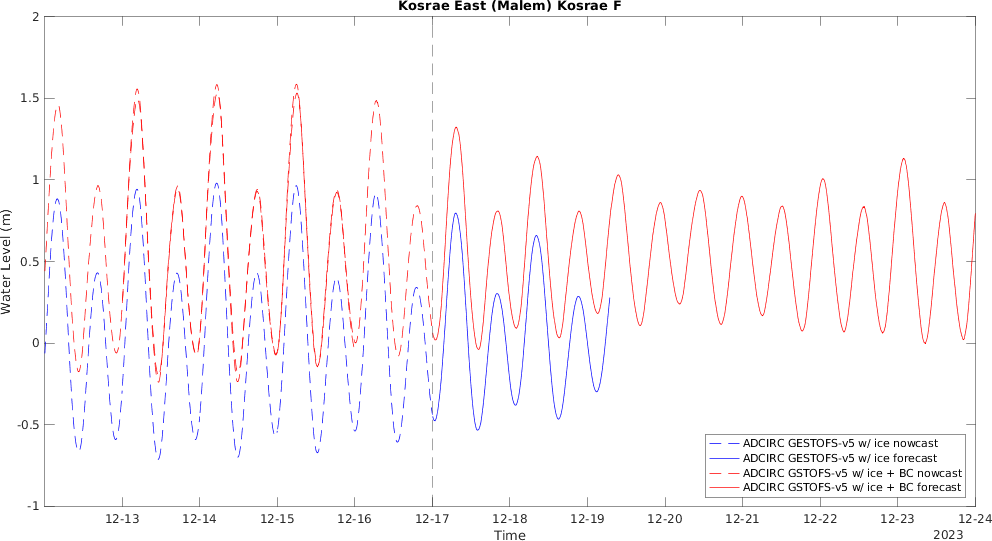 Kosrae East (Malem) Kosrae F
2
1.5
1
0.5
0
-0.5
-1
Water Level (m)
ADCIRC GESTOFS-v5 w/ ice nowcast
ADCIRC GESTOFS-v5 w/ ice forecast
ADCIRC GSTOFS-v5 w/ ice + BC nowcast
ADCIRC GSTOFS-v5 w/ ice + BC forecast
12-13 12-14 12-15 12-16 12-17 12-18 12-19 12-20 12-21 12-22 12-23 12-24
Time
2023